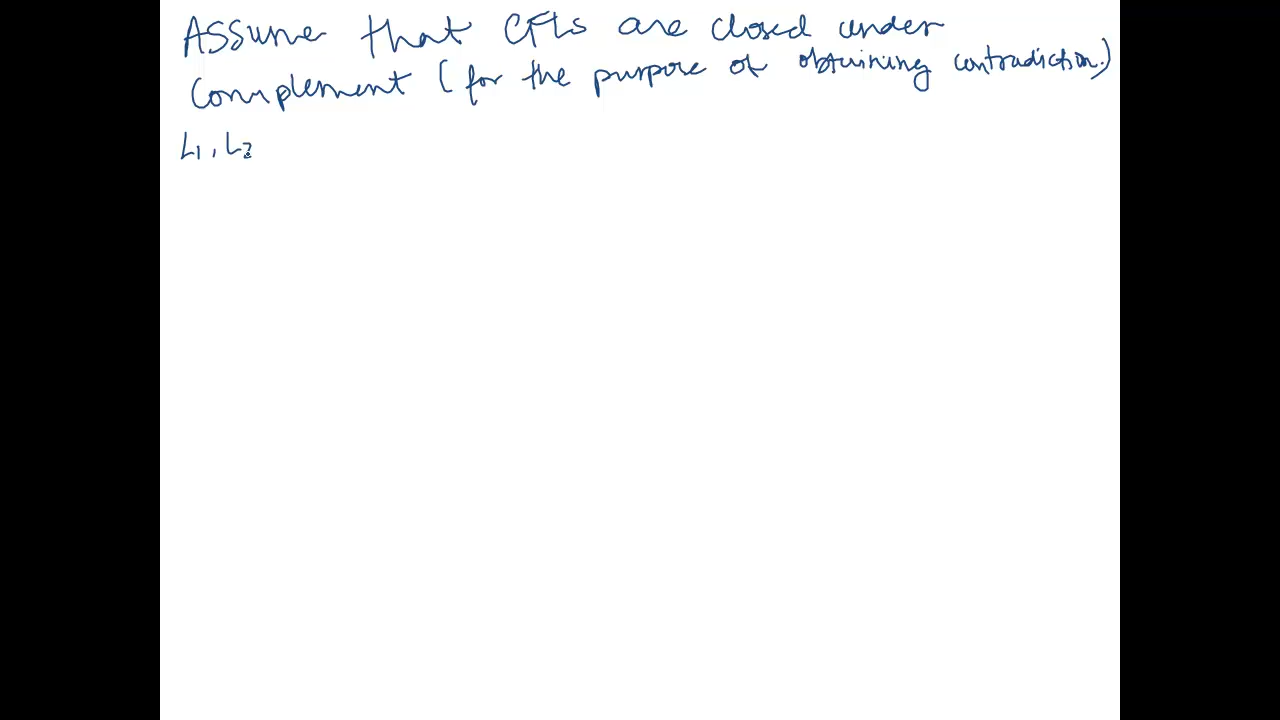 Assume that CFLs are closed under
complement (for the purpose of obtaining contradiction.)
L1, L2